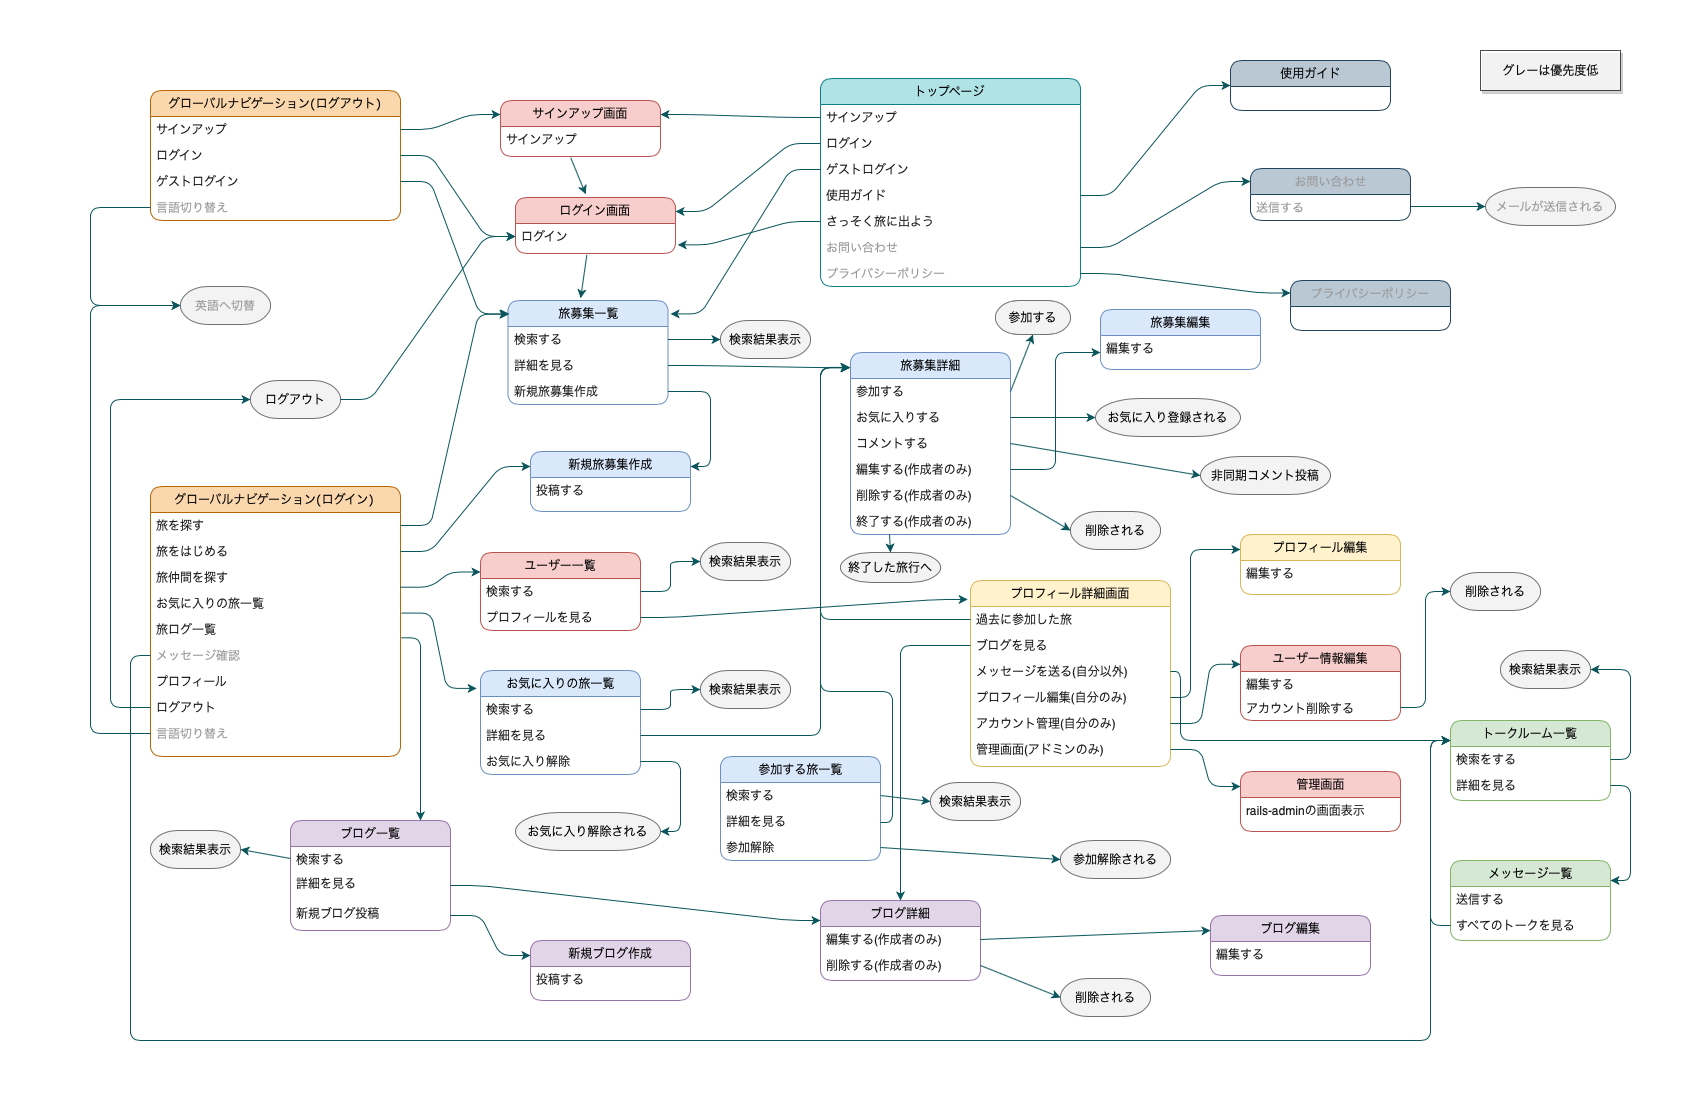 グレーは優先度低
グローバルナビゲーション(ログアウト)
サインアップ
ログイン
ゲストログイン
言語切り替え
サインアップ画面
サインアップ
ログイン画面
ログイン
トップページ
サインアップ
ログイン
ゲストログイン
使用ガイド
さっそく旅に出よう
お問い合わせ
プライバシーポリシー
使用ガイド
お問い合わせ
送信する
メールが送信される
プライバシーポリシー
英語へ切替
ログアウト
旅募集一覧
検索する
詳細を見る
新規旅募集作成
検索結果表示
旅募集詳細
参加する
お気に入りする
コメントする
編集する(作成者のみ)
削除する(作成者のみ)
終了する(作成者のみ)
参加する
旅募集編集
編集する
お気に入り登録される
非同期コメント投稿
削除される
終了した旅行へ
新規旅募集作成
投稿する
グローバルナビゲーション(ログイン)
旅を探す
旅をはじめる
旅仲間を探す
お気に入りの旅一覧
旅ログ一覧
メッセージ確認
プロフィール
ログアウト
言語切り替え
ユーザー一覧
検索する
プロフィールを見る
検索結果表示
お気に入りの旅一覧
検索する
詳細を見る
お気に入り解除
検索結果表示
お気に入り解除される
プロフィール詳細画面
過去に参加した旅
ブログを見る
メッセージを送る(自分以外)
プロフィール編集(自分のみ)
アカウント管理(自分のみ)
管理画面(アドミンのみ)
プロフィール編集
編集する
ユーザー情報編集
編集する
アカウント削除する
削除される
管理画面
rails-adminの画面表示
検索結果表示
トークルーム一覧
検索をする
詳細を見る
メッセージ一覧
送信する
すべてのトークを見る
参加する旅一覧
検索する
詳細を見る
参加解除
検索結果表示
参加解除される
ブログ一覧
検索する
詳細を見る
新規ブログ投稿
検索結果表示
新規ブログ作成
投稿する
ブログ詳細
編集する(作成者のみ)
削除する(作成者のみ)
ブログ編集
編集する
削除される